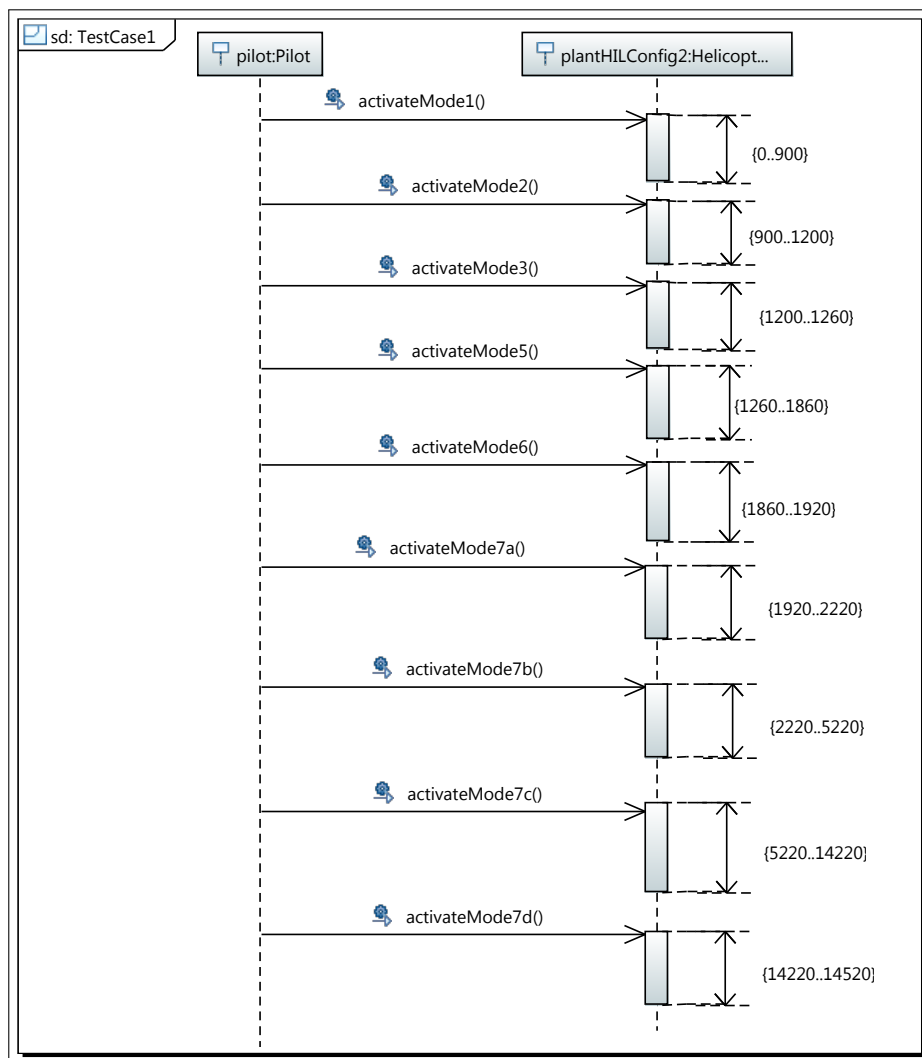 sd: TestCase1
pilot:Pilot
plantHILConfig2:Helicopt...
activateMode1()
{0..900}
activateMode2()
{900..1200}
activateMode3()
{1200..1260}
activateMode5()
{1260..1860}
activateMode6()
{1860..1920}
activateMode7a()
{1920..2220}
activateMode7b()
{2220..5220}
activateMode7c()
{5220..14220}
activateMode7d()
{14220..14520}